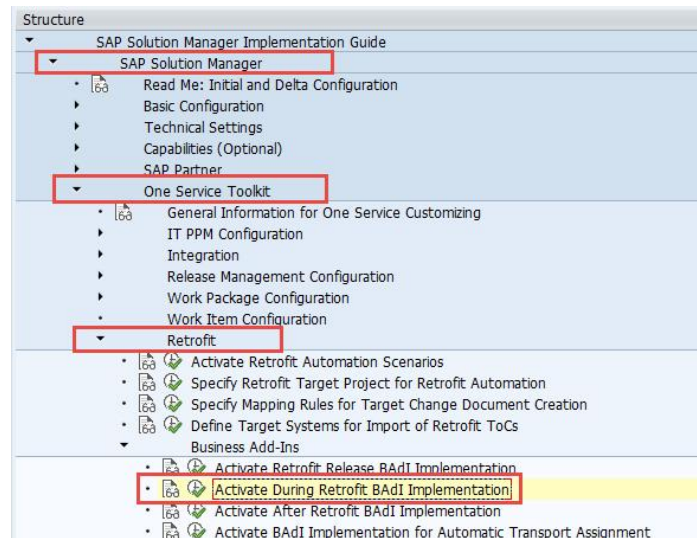 Structure
SAP Solution Manager Implementation Guide
SAP Solution Manager
Read Me: Initial and Delta Configuration
Basic Configuration
Technical Settings
Capabilities (Optional)
SAP Partner
One Service Toolkit
General Information for One Service Customizing
IT PPM Configuration
Integration
Release Management Configuration
Work Package Configuration
Work Item Configuration
Retrofit
Activate Retrofit Automation Scenarios
Specify Retrofit Target Project for Retrofit Automation
Specify Mapping Rules for Target Change Document Creation
Define Target Systems for Import of Retrofit ToCs
Business Add-Ins
Activate Retrofit Release BAdI Implementation
Activate During Retrofit BAdI Implementation
Activate After Retrofit BAdI Implementation
Activate BAdI Implementation for Automatic Transport Assignment